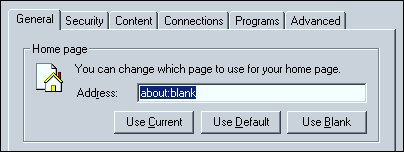 General Security Content Connections Programs Advanced
Home page
You can change which page to use for your home page.
Address: about:blank
Use Current Use Default Use Blank